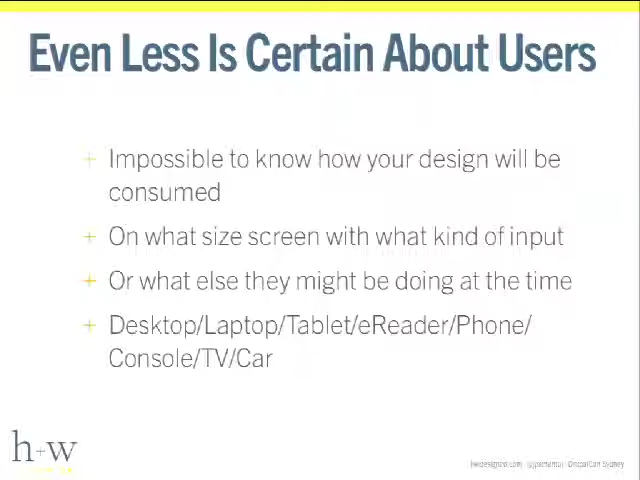 Even Less Is Certain About Users
+ Impossible to know how your design will be
consumed
+ On what size screen with what kind of input
+ Or what else they might be doing at the time
+ Desktop/Laptop/Tablet/eReader/Phone/
Console/TV/Car
h+w
DrupalCon Sydney